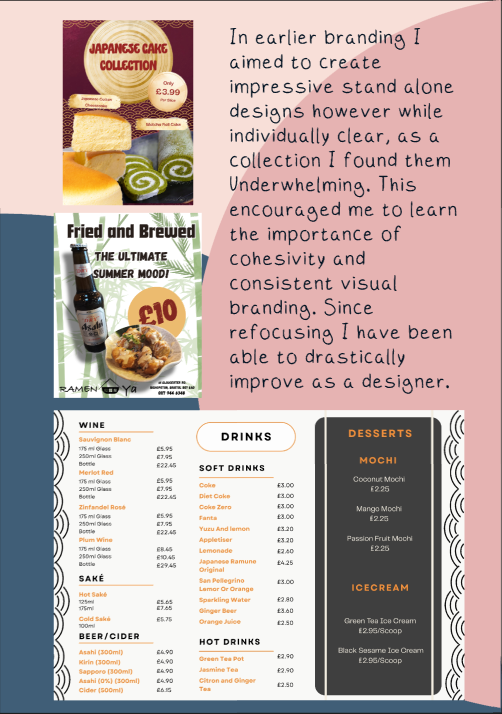 JAPANESE CAKE
COLLECTION
Only
£3.99
Per Slice
Japanese Cotton
Cheesecake
Matcha Roll Cake
In earlier branding I
aimed to create
impressive stand alone
designs however while
individually clear, as a
collection I found them
Underwhelming. This
encouraged me to learn
the importance of
cohesivity and
consistent visual
branding. Since
refocusing I have been
able to drastically
improve as a designer.
Fried and Brewed
THE ULTIMATE
SUMMER MOOD!
£10
Asahi
RAMEN Ya
WINE
Sauvignon Blanc
175 ml Glass £5.95
250ml Glass £7.95
Bottle £22.45
Merlot Red
175 ml Glass £5.95
250ml Glass £7.95
Bottle £22.45
Zinfandel Rosé
175 ml Glass £5.95
250ml Glass £7.95
Bottle £22.45
Plum Wine
175 ml Glass £8.45
250ml Glass £10.45
Bottle £29.45
SAKÉ
Hot Saké
125ml £5.65
175ml £7.65
Cold Saké £5.75
100ml
BEER/CIDER
Asahi (300ml) £4.90
Kirin (300ml) £4.90
Sapporo (300ml) £4.90
Asahi (0%) (300ml) £4.90
Cider (500ml) £6.15
DRINKS
SOFT DRINKS
Coke £3.00
Diet Coke £3.00
Coke Zero £3.00
Fanta £3.00
Yuzu And lemon £3.20
Appletiser £3.20
Lemonade £2.60
Japanese Ramune £4.25
Original
San Pellegrino £3.00
Lemon Or Orange
Sparkling Water £2.80
Ginger Beer £3.60
Orange Juice £2.50
HOT DRINKS
Green Tea Pot £2.90
Jasmine Tea £2.90
Citron and Ginger £2.50
Tea
DESSERTS
MOCHI
Coconut Mochi
£2.25
Mango Mochi
£2.25
Passion Fruit Mochi
£2.25
ICECREAM
Green Tea Ice Cream
£2.95/Scoop
Black Sesame Ice Cream
£2.95/Scoop